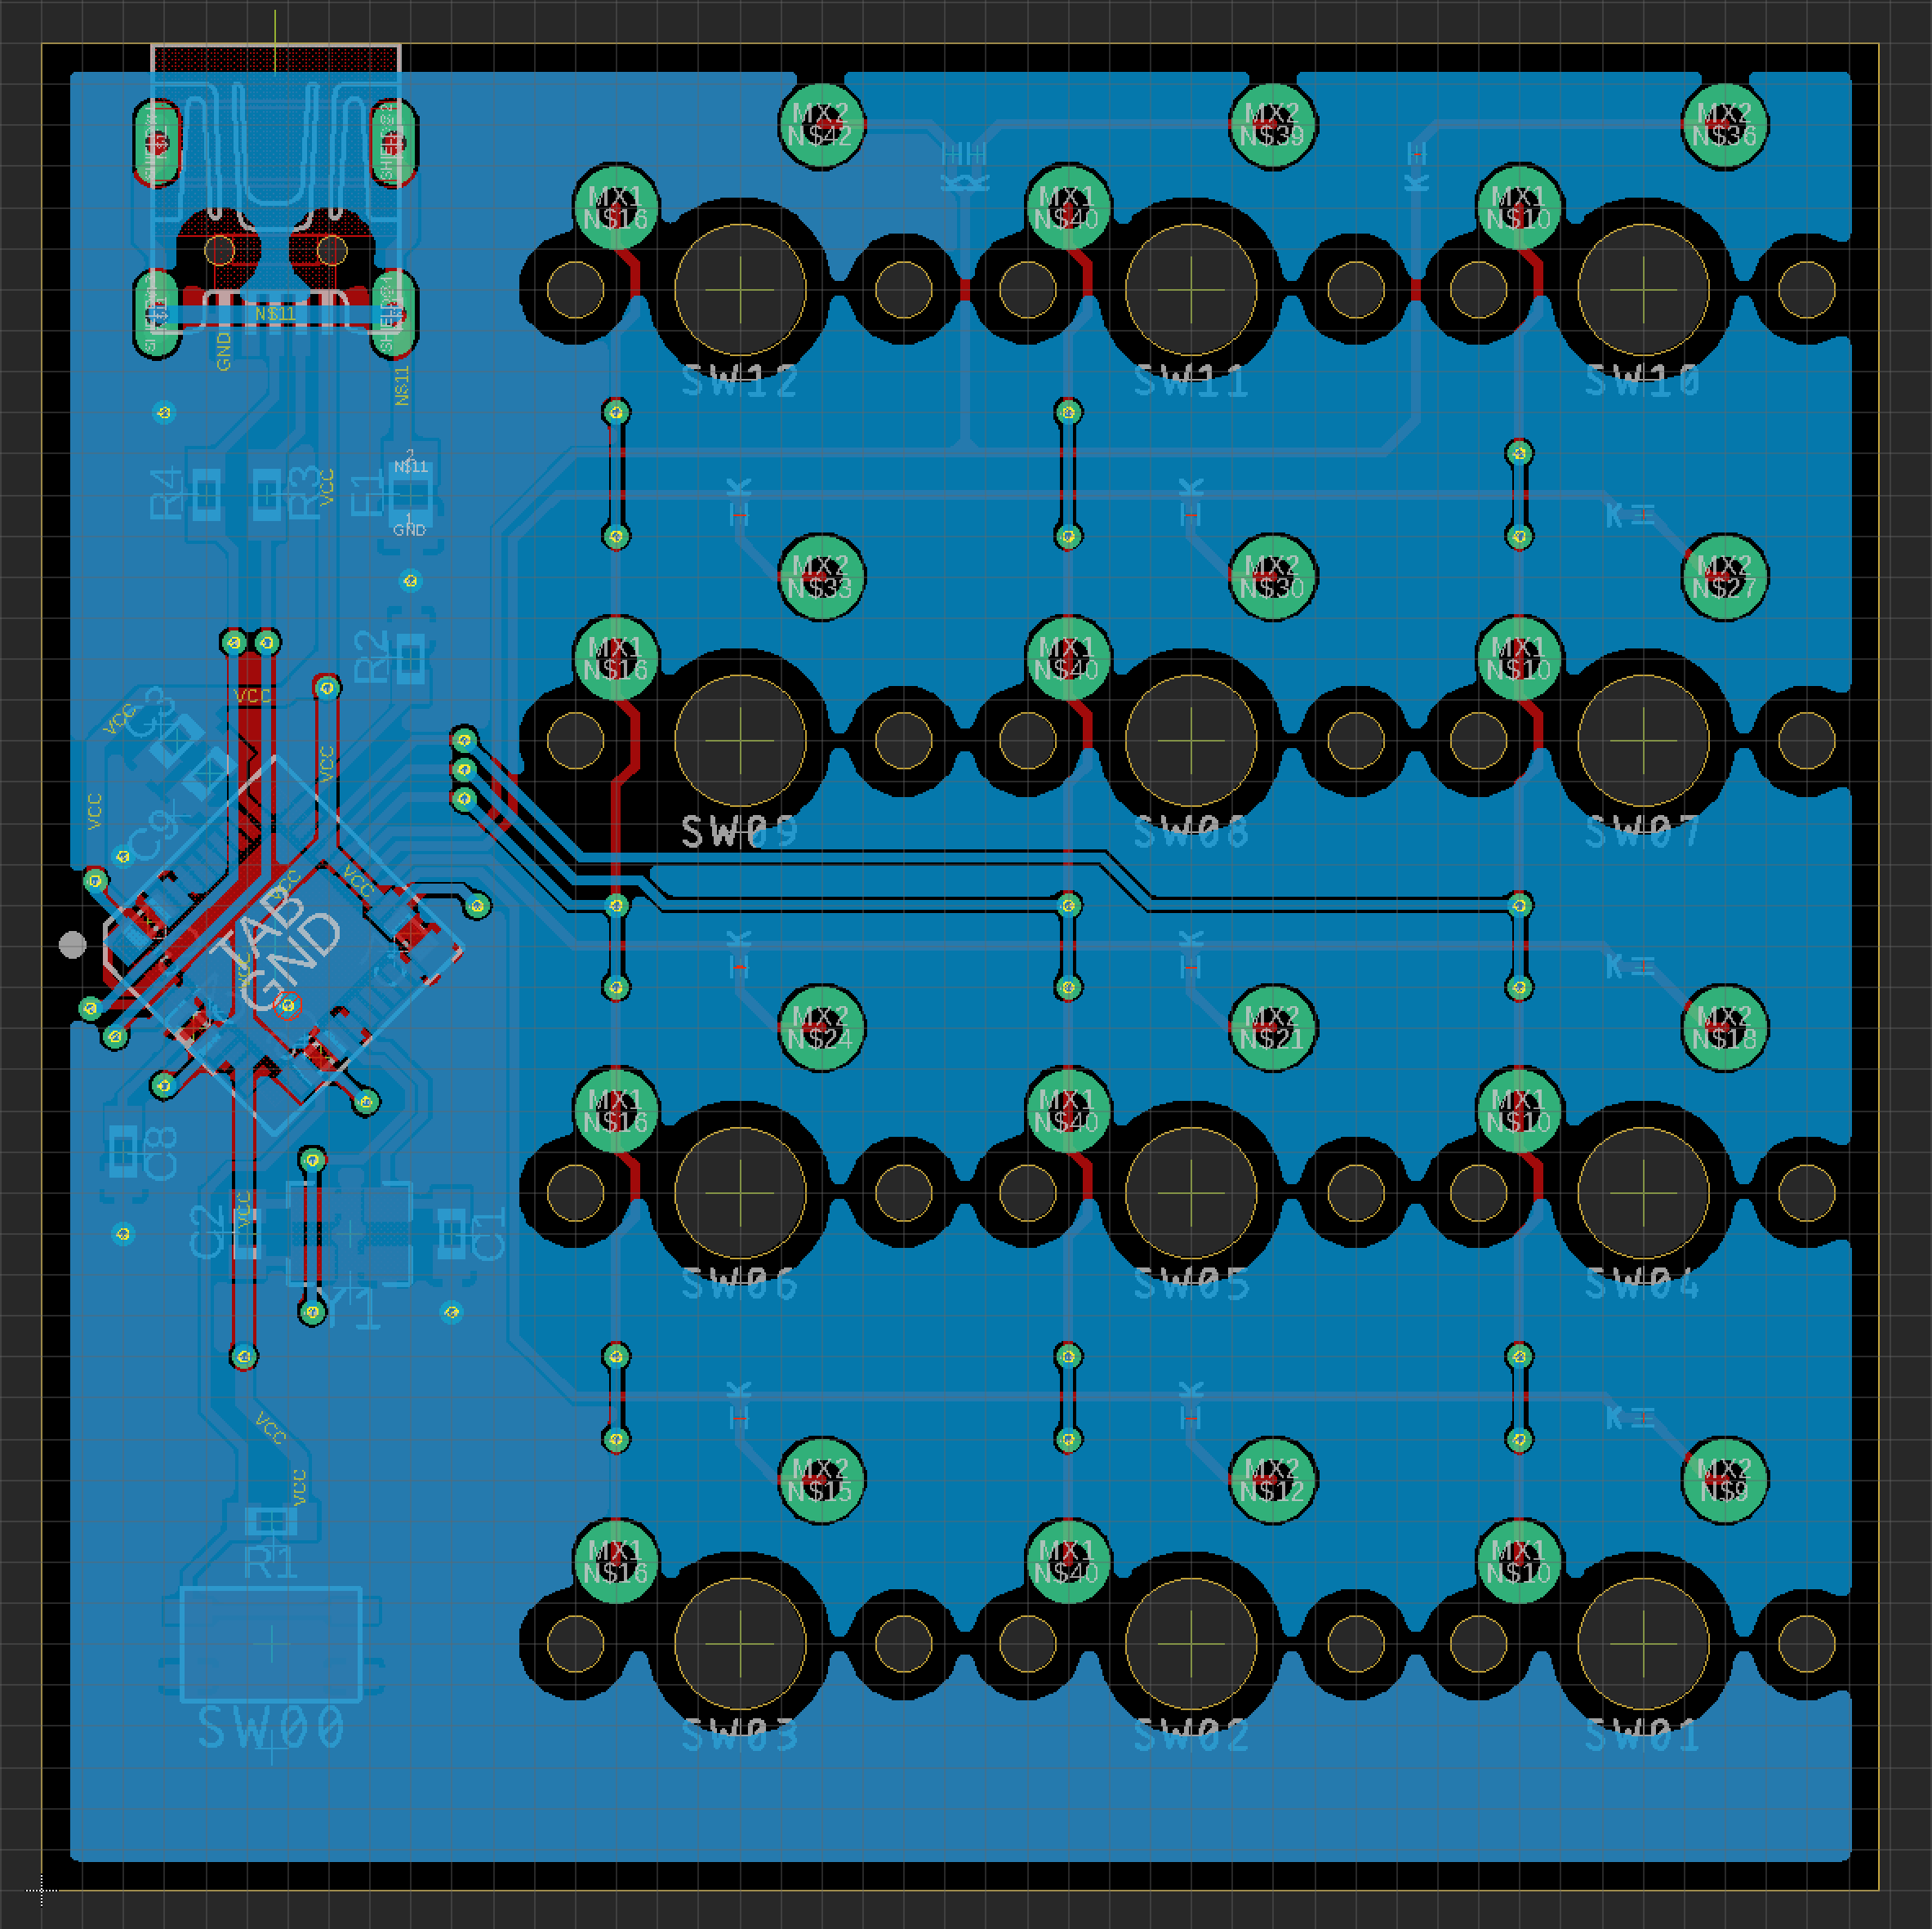 MX2
N$42
MX2
N$39
MX2
N$36
K
K
K
MX1
N$16
MX1
N$40
MX1
N$10
N$11
GND
N$11
SW12
SW11
SW10
R4
R3
VCC
F1
2
N$11
1
GND
K
K
K
MX2
N$33
MX2
N$30
MX2
N$27
R2
MX1
N$16
MX1
N$40
MX1
N$10
VCC
VCC
C3
VCC
VCC
C9
SW09
SW08
SW07
VCC
VCC
TAB
GND
VCC
K
K
K
MX2
N$24
MX2
N$21
MX2
N$18
MX1
N$16
MX1
N$40
MX1
N$10
C8
C2
VCC
C1
Y1
SW06
SW05
SW04
K
K
K
VCC
VCC
MX2
N$15
MX2
N$12
MX2
N$9
R1
MX1
N$16
MX1
N$40
MX1
N$10
SW00
SW03
SW02
SW01